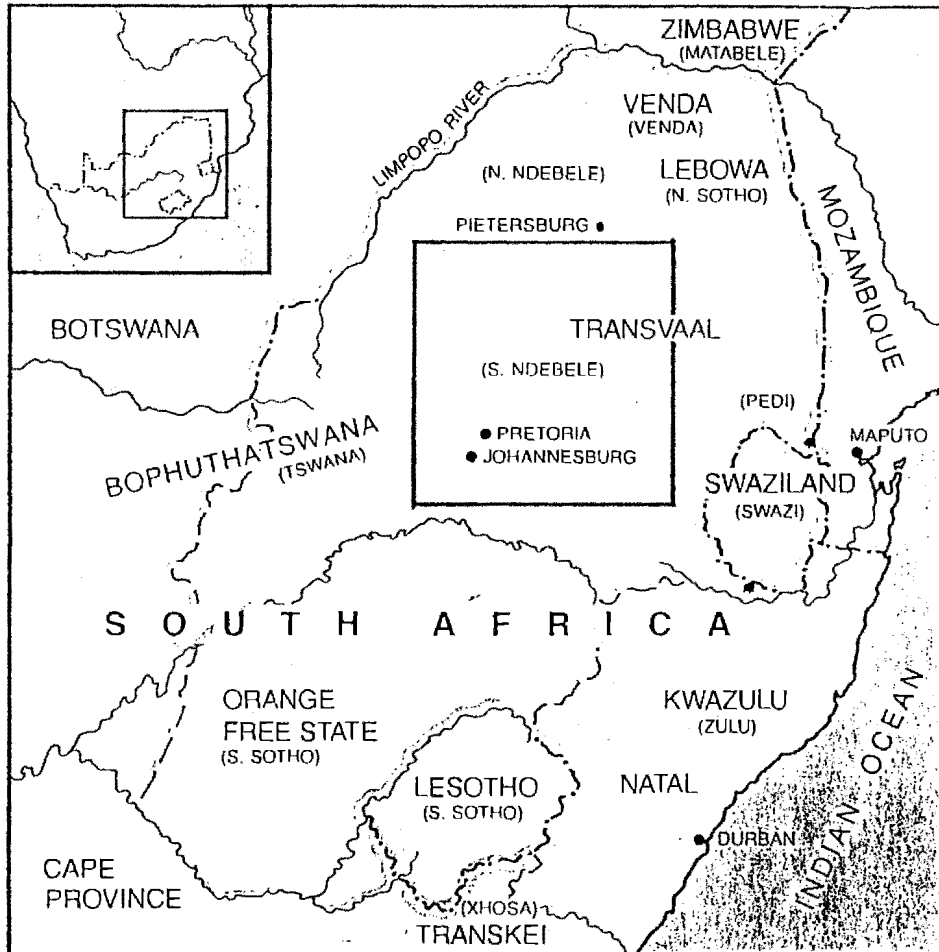 ZIMBABWE
(MATABELE)
VENDA
(VENDA)
LIMPOPO RIVER
(N. NDEBELE)
LEBOWA
(N. SOTHO)
PIETERSBURG
MOZAMBIQUE
BOTSWANA
TRANSVAAL
(S. NDEBELE)
(PEDI)
PRETORIA
MAPUTO
JOHANNESBURG
BOPHUTHATSWANA
(TSWANA)
SWAZILAND
(SWAZI)
SOUTH AFRICA
ORANGE
FREE STATE
(S. SOTHO)
KWAZULU
(ZULU)
INDIAN OCEAN
LESOTHO
(S. SOTHO)
NATAL
DURBAN
CAPE
PROVINCE
(XHOSA)
TRANSKEI